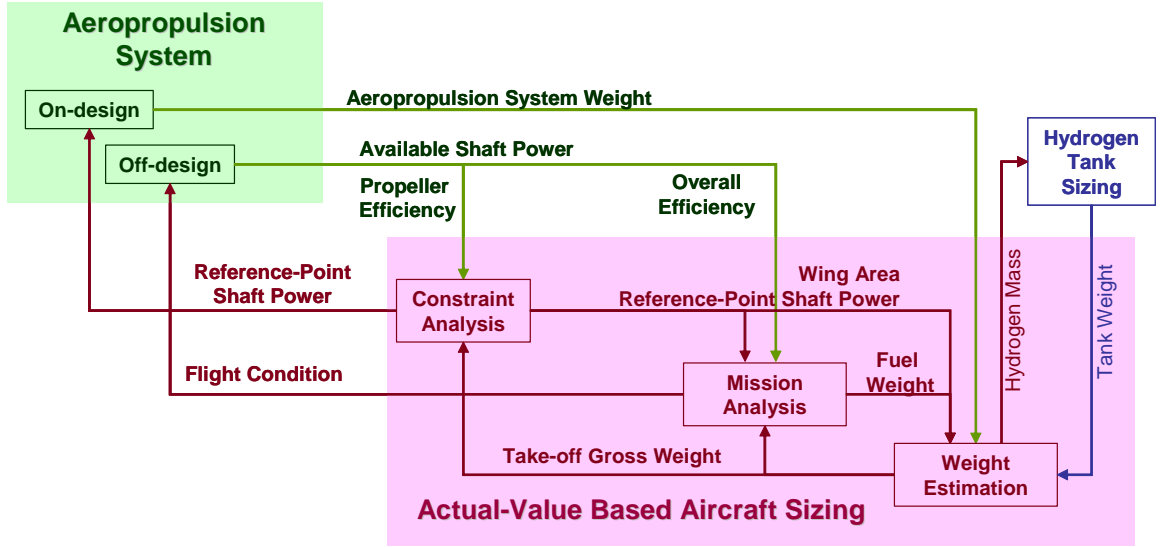 Aeropropulsion
System
On-design
Aeropropulsion System Weight
Off-design
Available Shaft Power
Propeller
Efficiency
Overall
Efficiency
Hydrogen
Tank
Sizing
Reference-Point
Shaft Power
Constraint
Analysis
Wing Area
Reference-Point Shaft Power
Hydrogen Mass
Tank Weight
Flight Condition
Mission
Analysis
Fuel
Weight
Take-off Gross Weight
Weight
Estimation
Actual-Value Based Aircraft Sizing